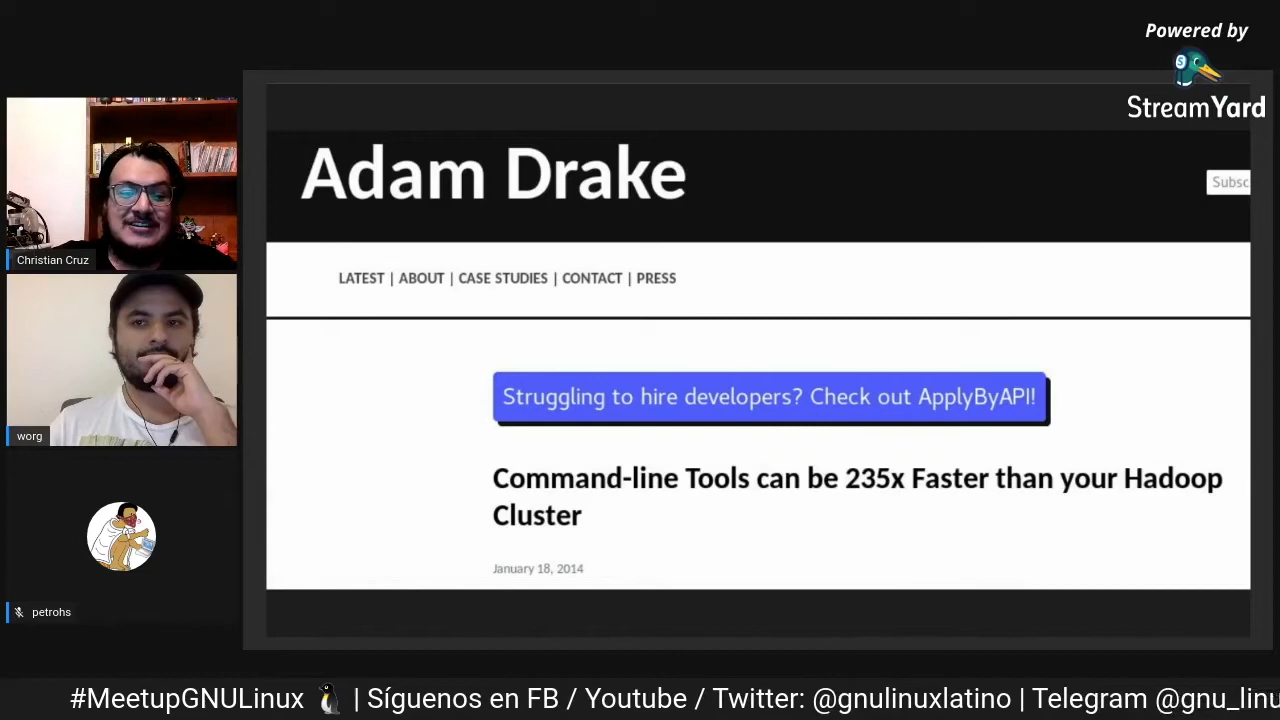 Powered by
StreamYard
Adam Drake
Subsc
LATEST | ABOUT | CASE STUDIES | CONTACT | PRESS
Struggling to hire developers? Check out ApplyByAPI!
Command-line Tools can be 235x Faster than your Hadoop
Cluster
January 18, 2014
Christian Cruz
worg
petrohs
#MeetupGNULinux 🐧 | Síguenos en FB / Youtube / Twitter: @gnulinuxlatino | Telegram @gnu_linu